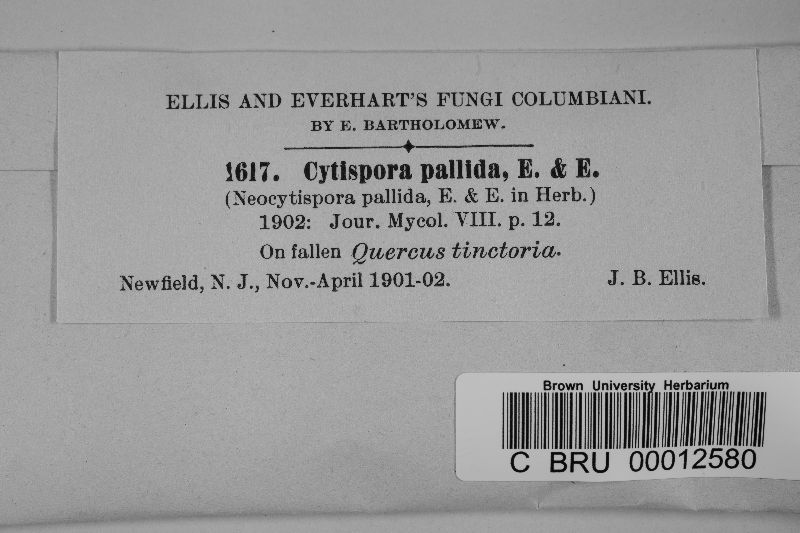 ELLIS AND EVERHART'S FUNGI COLUMBIANI.
BY E. BARTHOLOMEW.
1617. Cytispora pallida, E. & E.
(Neocytispora pallida, E. & E. in Herb.)
1902: Jour. Mycol. VIII. p. 12.
On fallen Quercus tinctoria.
Newfield, N. J., Nov.-April 1901-02. J. B. Ellis.
Brown University Herbarium
C BRU 00012580